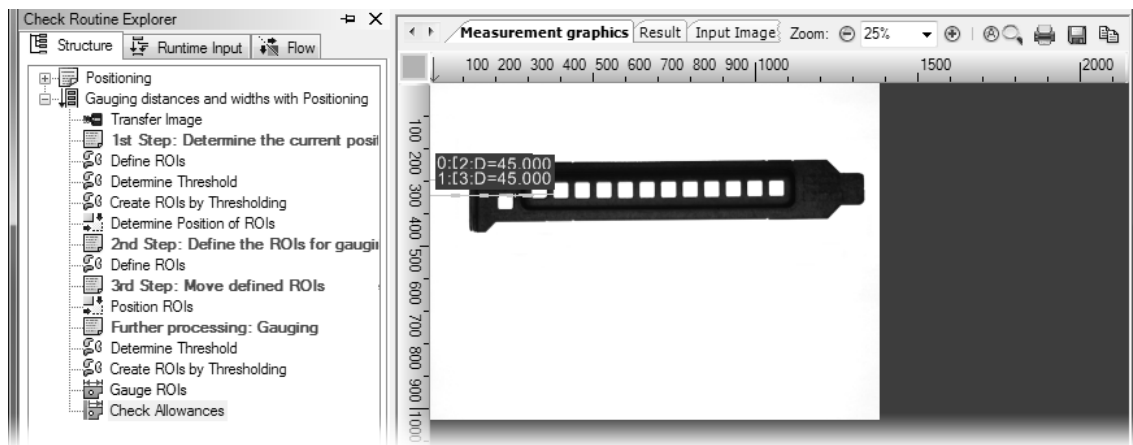 Check Routine Explorer
Structure Runtime Input Flow
Positioning
Gauging distances and widths with Positioning
Transfer Image
1st Step: Determine the current posit
Define ROIs
Determine Threshold
Create ROIs by Thresholding
Determine Position of ROIs
2nd Step: Define the ROIs for gaugin
Define ROIs
3rd Step: Move defined ROIs
Position ROIs
Further processing: Gauging
Determine Threshold
Create ROIs by Thresholding
Gauge ROIs
Check Allowances
Measurement graphics Result Input Image Zoom: 25%
100 200 300 400 500 600 700 800 900 1000 1500 2000
100
200
300
400
500
600
700
800
900
1000
0:[2:D=45.000
1:[3:D=45.000